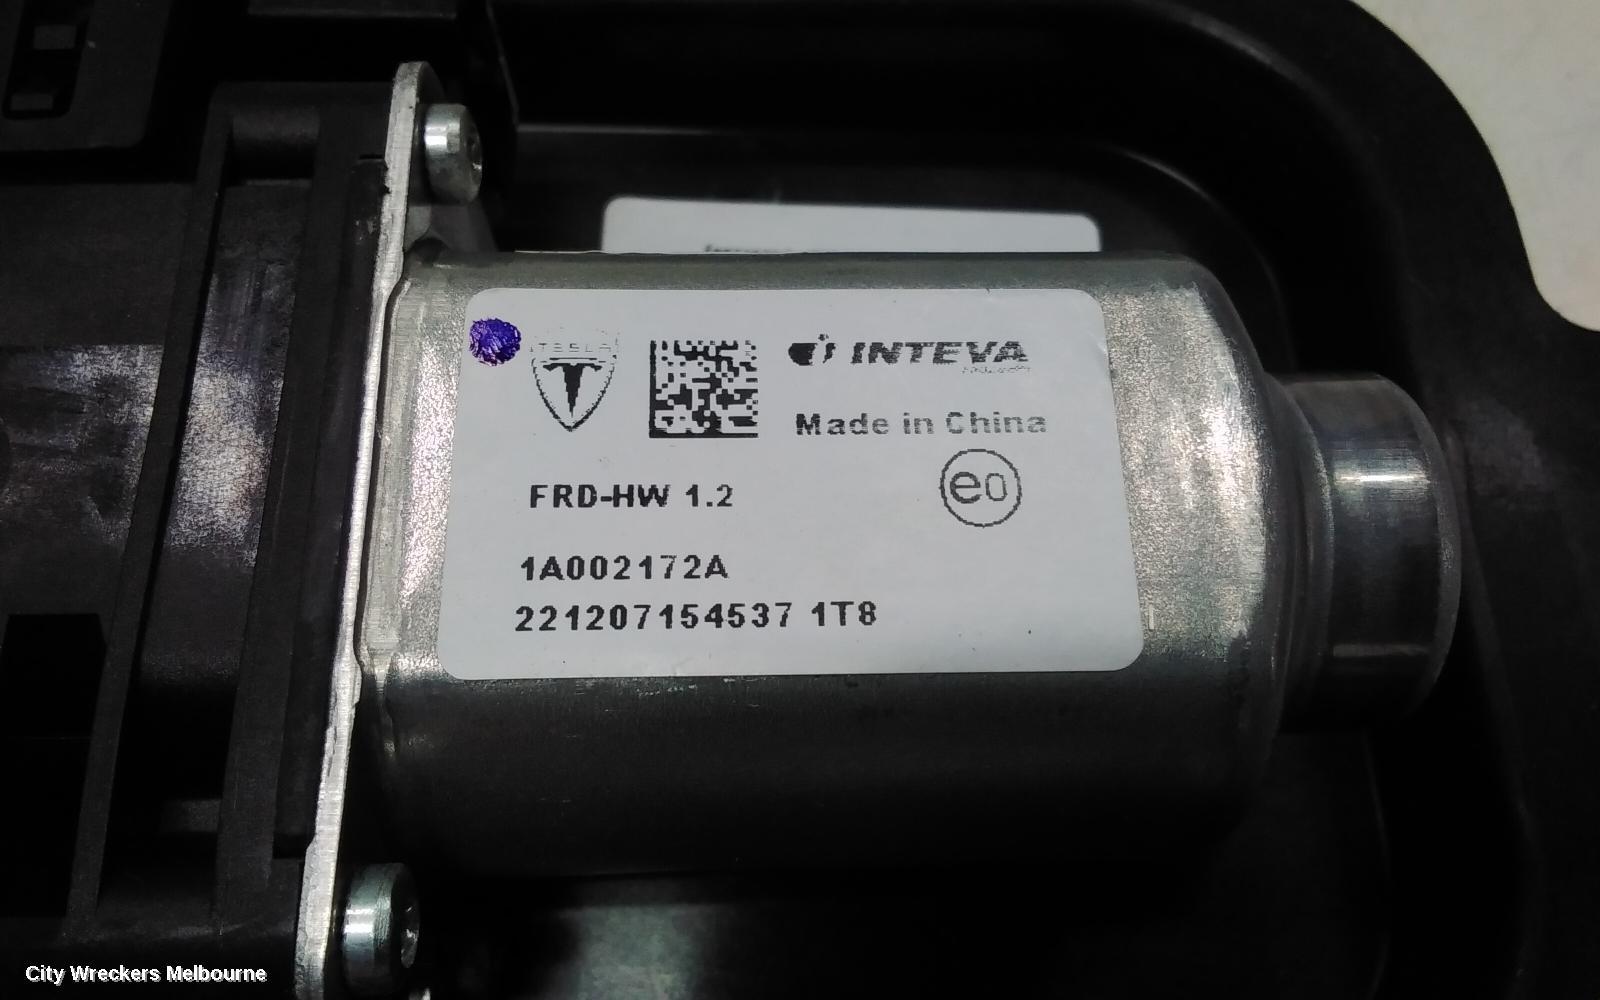 TESLA
INTEVA
Made in China
e0
FRD-HW 1.2
1A002172A
221207154537 1T8
City Wreckers Melbourne